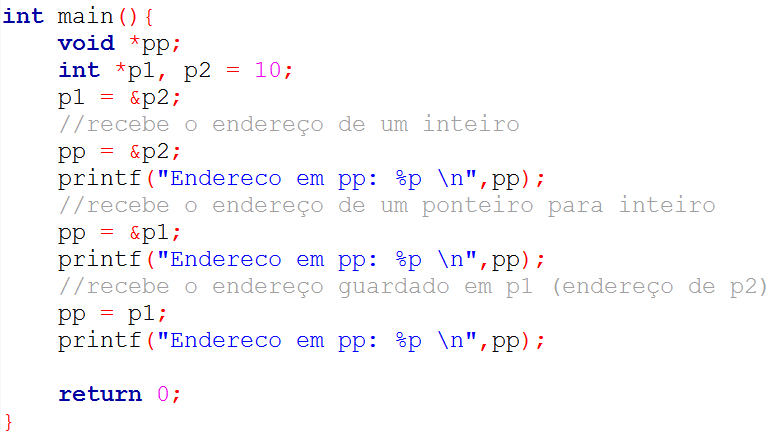 int main(){
    void *pp;
    int *p1, p2 = 10;
    p1 = &p2;
    //recebe o endereço de um inteiro
    pp = &p2;
    printf("Endereco em pp: %p \n",pp);
    //recebe o endereço de um ponteiro para inteiro
    pp = &p1;
    printf("Endereco em pp: %p \n",pp);
    //recebe o endereço guardado em p1 (endereço de p2)
    pp = p1;
    printf("Endereco em pp: %p \n",pp);

    return 0;
}